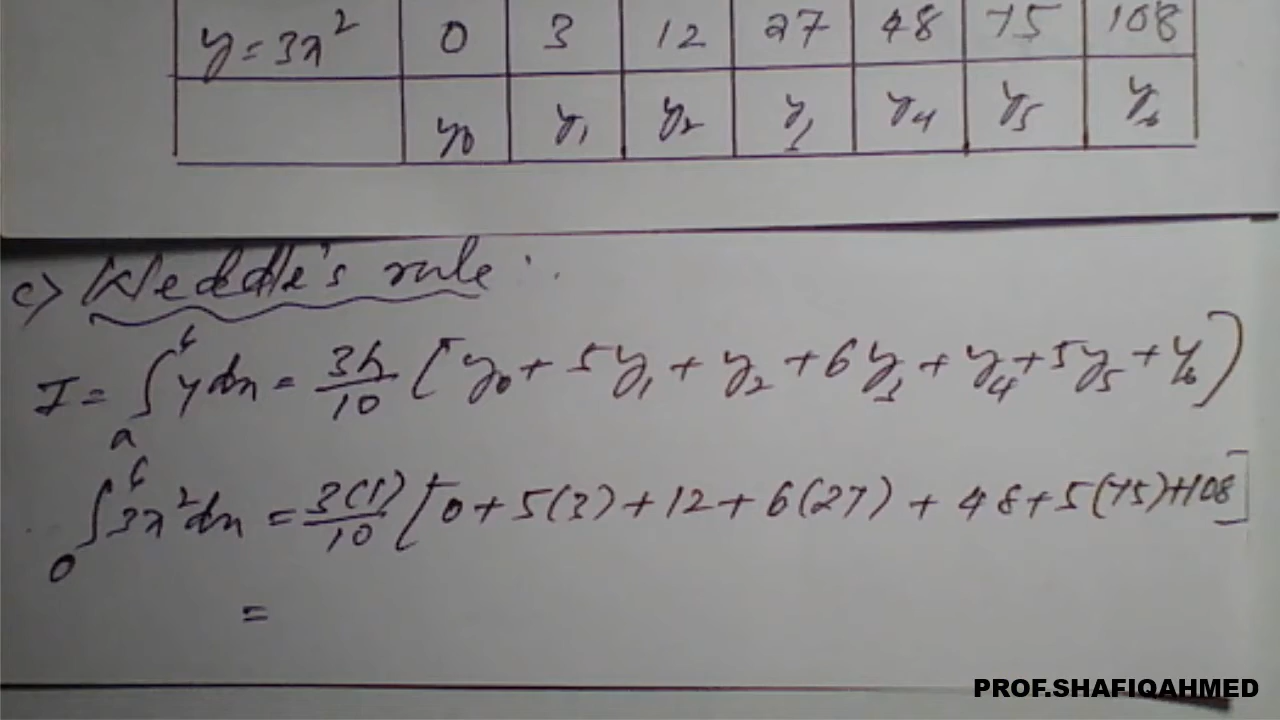 y = 3x² 0 3 12 27 48 75 108
y0 y1 y2 y3 y4 y5 y6
c) Weddle's rule :.
I = ∫ₐᵇ y dx = 3h/10 [y0 + 5y1 + y2 + 6y3 + y4 + 5y5 + y6)
∫₀⁶ 3x² dx = 3(1)/10 [0 + 5(3) + 12 + 6(27) + 48 + 5(75) + 108]
=
PROF.SHAFIQAHMED